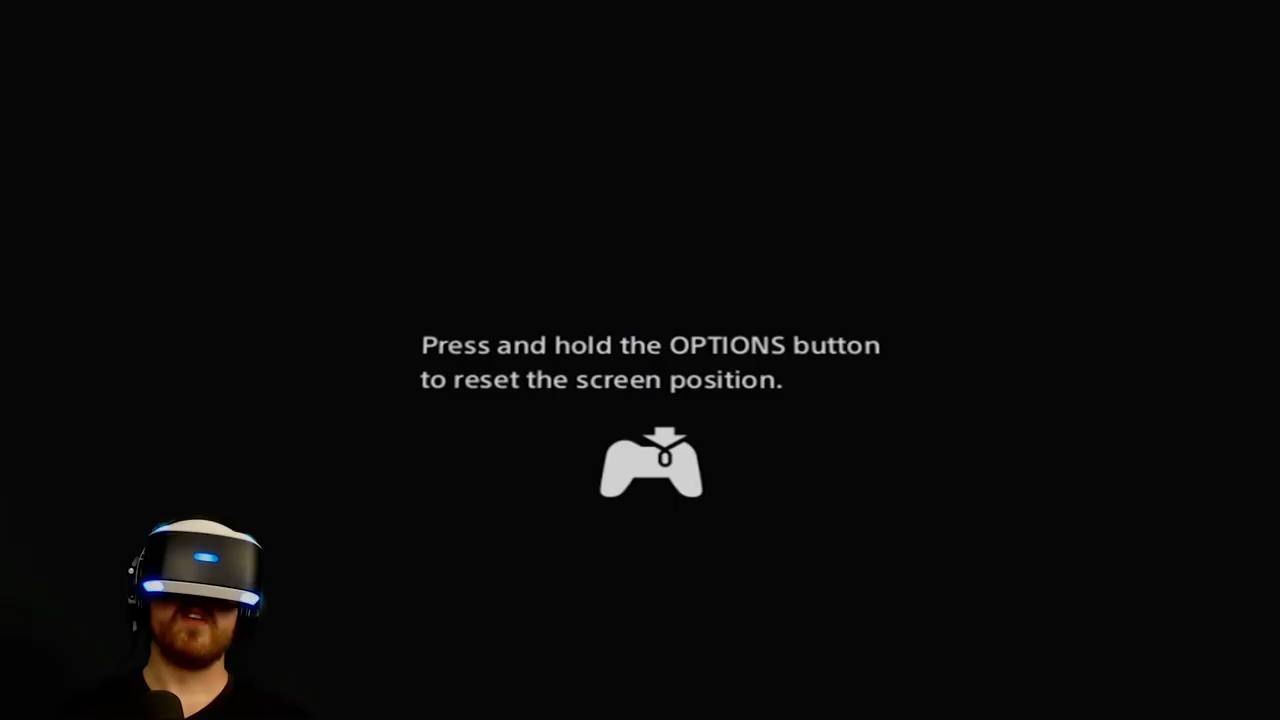 Press and hold the OPTIONS button
to reset the screen position.